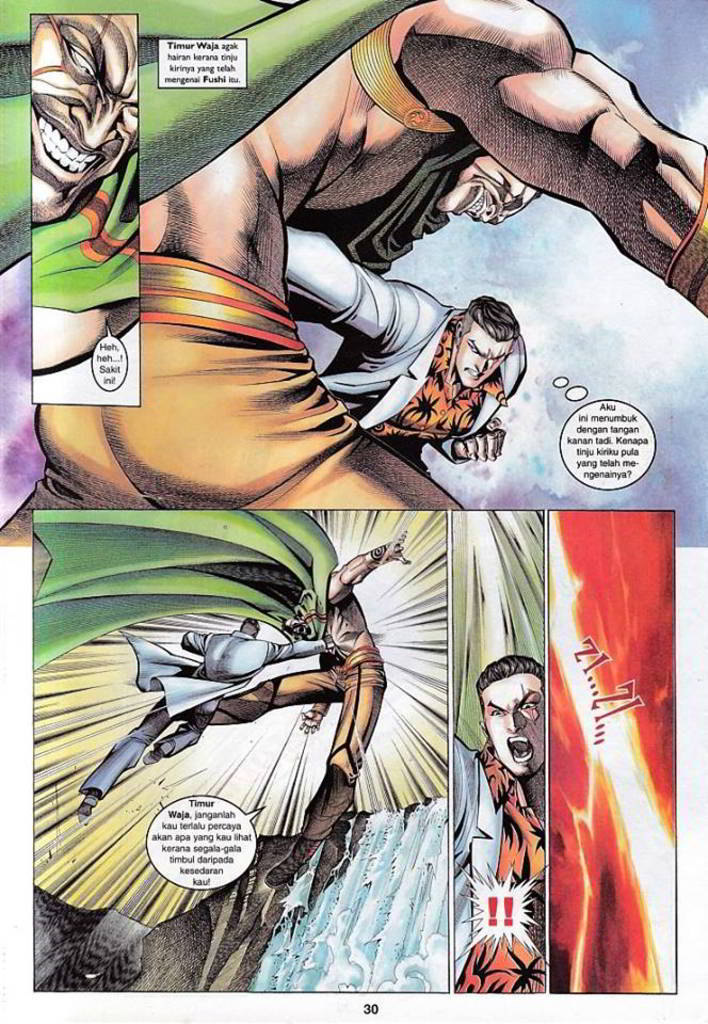 Timur Waja agak
hairan kerana tinju
kirinya yang telah
mengenai Fushi itu.
Heh,
heh...!
Sakit
ini!
Aku
ini menumbuk
dengan tangan
kanan tadi. Kenapa
tinju kiriku pula
yang telah me-
ngenainya?
Timur
Waja, janganlah
kau terlalu percaya
akan apa yang kau lihat
kerana segala-gala
timbul daripada
kesedaran
kau!
!!
30